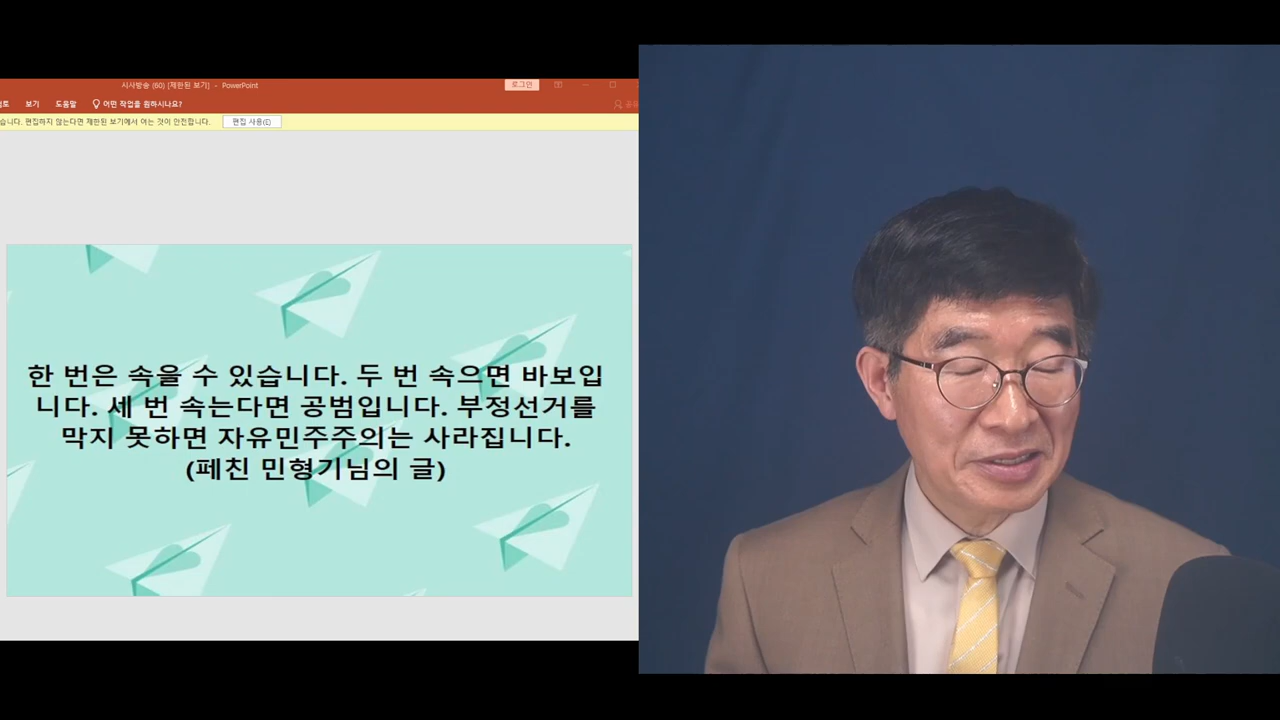 시사방송 (60) [제한된 보기] - PowerPoint
로그인
보기
도움말
어떤 작업을 원하시니요?
습니다. 편집하지 않는다면 제한된 보기에서 여는 것이 안전합니다.
편집 사용(E)
한 번은 속을 수 있습니다. 두 번 속으면 바보입
니다. 세 번 속는다면 공범입니다. 부정선거를
막지 못하면 자유민주주의는 사라집니다.
(페친 민형기님의 글)